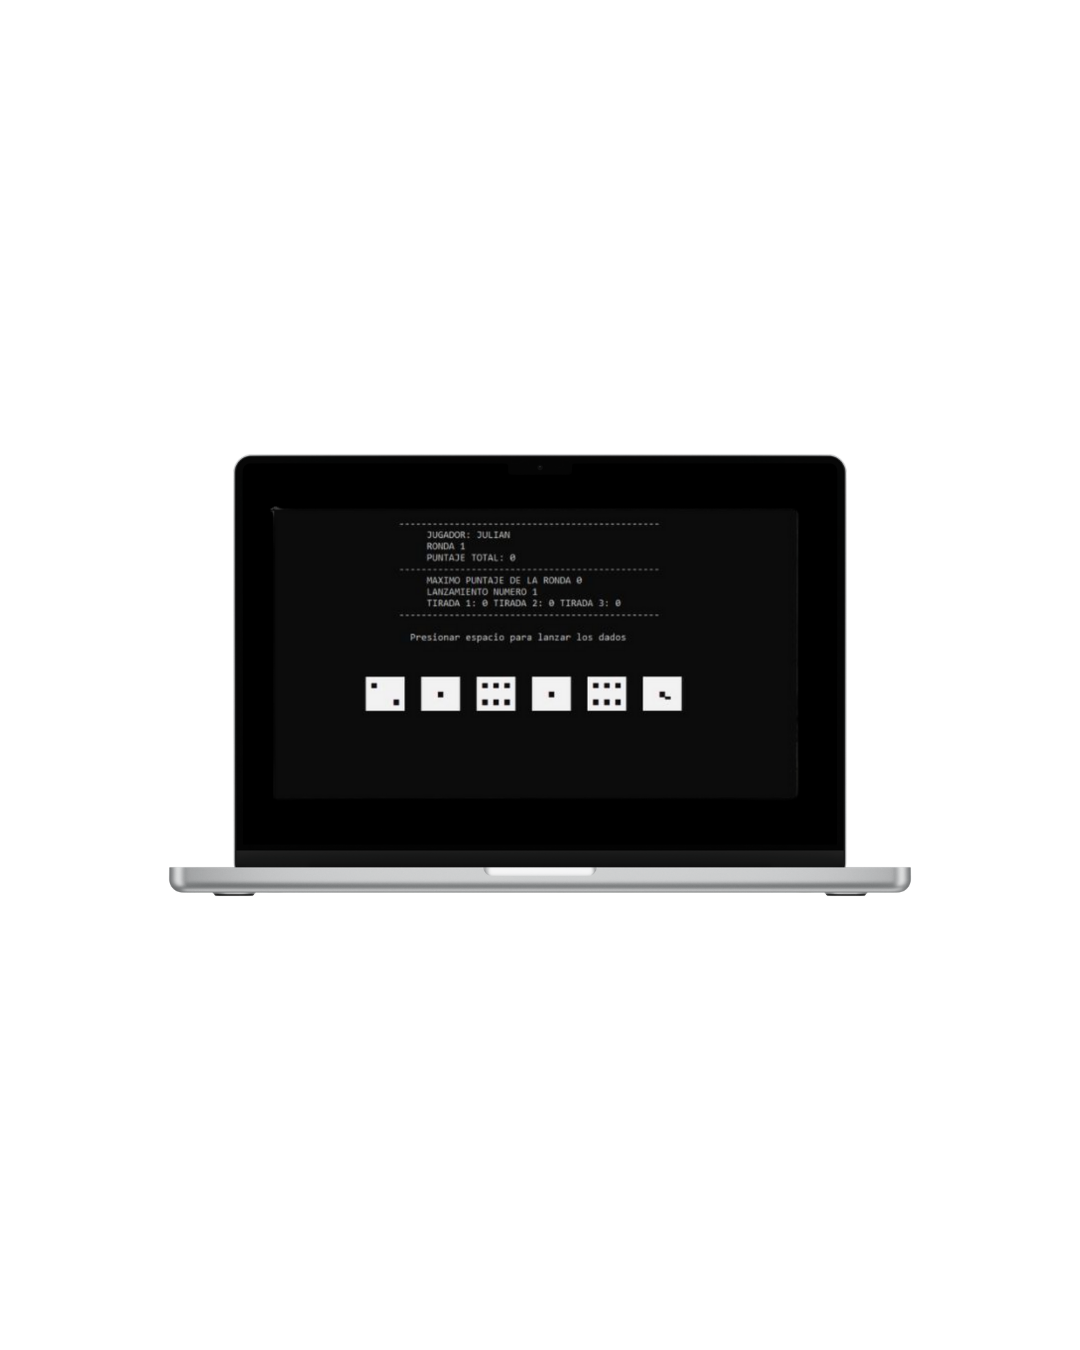 JUGADOR: JULIAN
RONDA 1
PUNTAJE TOTAL: 0
MAXIMO PUNTAJE DE LA RONDA 0
LANZAMIENTO NUMERO 1
TIRADA 1: 0 TIRADA 2: 0 TIRADA 3: 0
Presionar espacio para lanzar los dados